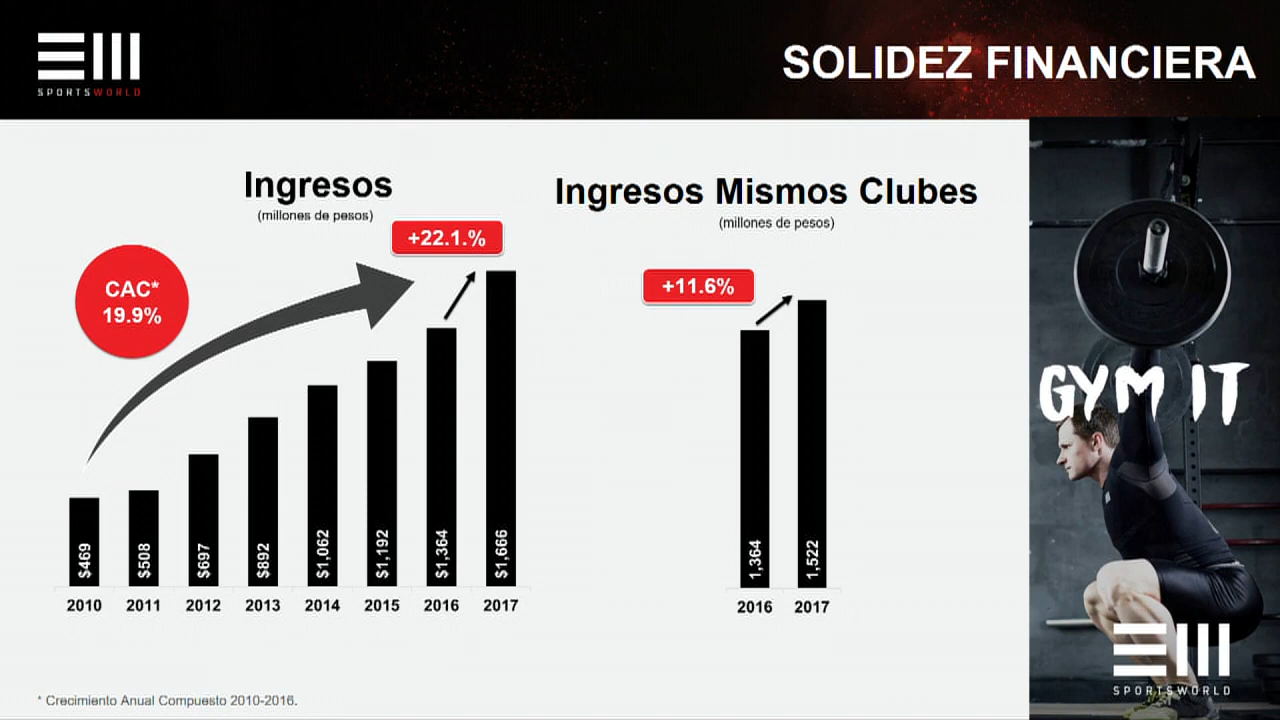 SPORTSWORLD
SOLIDEZ FINANCIERA
Ingresos
(millones de pesos)
+22.1.%
CAC*
19.9%
$469
$508
$697
$892
$1,062
$1,192
$1,364
$1,666
2010 2011 2012 2013 2014 2015 2016 2017
Ingresos Mismos Clubes
(millones de pesos)
+11.6%
1,364
1,522
2016 2017
GYM IT
SPORTSWORLD
* Crecimiento Anual Compuesto 2010-2016.